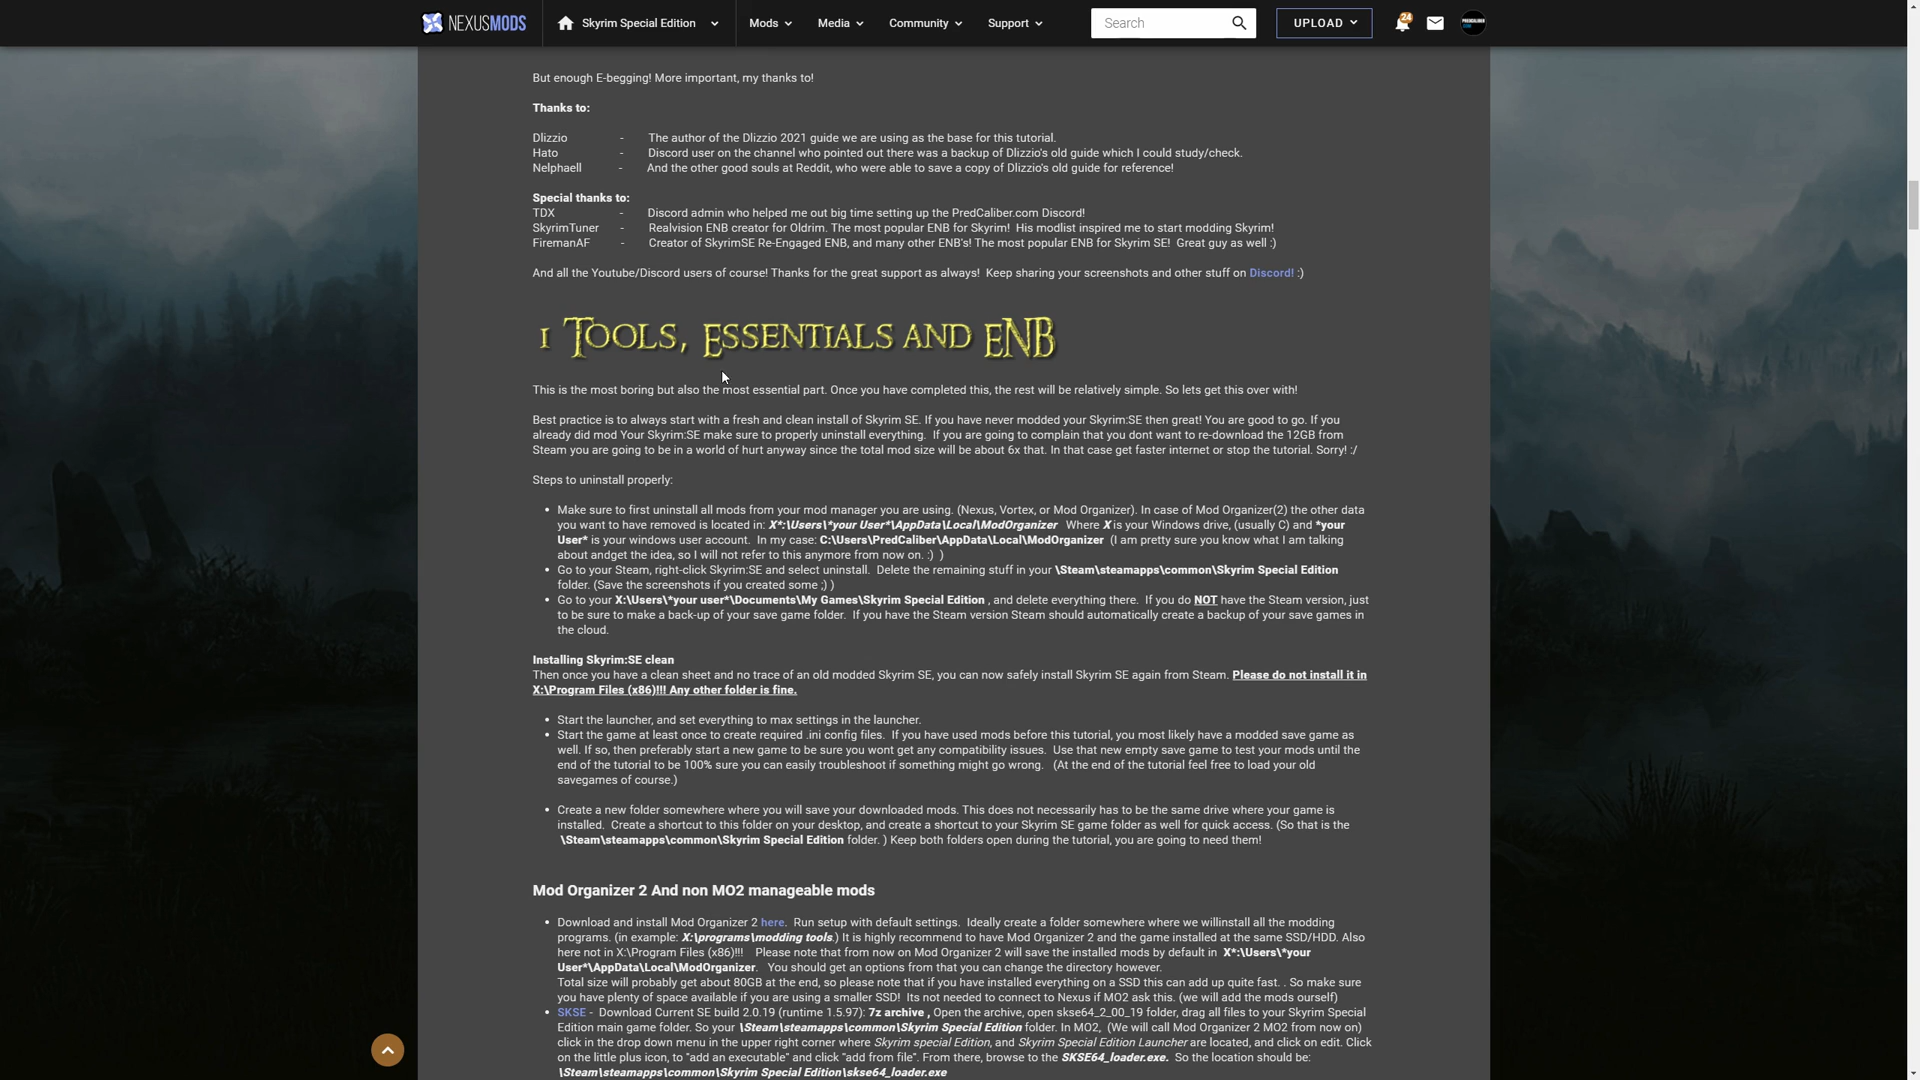 NEXUSMODS Skyrim Special Edition Mods Media Community Support Search UPLOAD 24
But enough E-begging! More important, my thanks to!
Thanks to:
Dlizzio - The author of the Dlizzio 2021 guide we are using as the base for this tutorial.
Hato - Discord user on the channel who pointed out there was a backup of Dlizzio's old guide which I could study/check.
Nelphaell - And the other good souls at Reddit, who were able to save a copy of Dlizzio's old guide for reference!
Special thanks to:
TDX - Discord admin who helped me out big time setting up the PredCaliber.com Discord!
SkyrimTuner - Realvision ENB creator for Oldrim. The most popular ENB for Skyrim! His modlist inspired me to start modding Skyrim!
FiremanAF - Creator of SkyrimSE Re-Engaged ENB, and many other ENB's! The most popular ENB for Skyrim SE! Great guy as well :)
And all the Youtube/Discord users of course! Thanks for the great support as always! Keep sharing your screenshots and other stuff on Discord! :)
1 Tools, Essentials and ENB
This is the most boring but also the most essential part. Once you have completed this, the rest will be relatively simple. So lets get this over with!
Best practice is to always start with a fresh and clean install of Skyrim SE. If you have never modded your Skyrim:SE then great! You are good to go. If you
already did mod Your Skyrim:SE make sure to properly uninstall everything. If you are going to complain that you dont want to re-download the 12GB from
Steam you are going to be in a world of hurt anyway since the total mod size will be about 6x that. In that case get faster internet or stop the tutorial. Sorry! :/
Steps to uninstall properly:
• Make sure to first uninstall all mods from your mod manager you are using. (Nexus, Vortex, or Mod Organizer). In case of Mod Organizer(2) the other data
you want to have removed is located in: X*:\Users\*your User*\AppData\Local\ModOrganizer Where X is your Windows drive, (usually C) and *your
User* is your windows user account. In my case: C:\Users\PredCaliber\AppData\Local\ModOrganizer (I am pretty sure you know what I am talking
about andget the idea, so I will not refer to this anymore from now on. :) )
• Go to your Steam, right-click Skyrim:SE and select uninstall. Delete the remaining stuff in your \Steam\steamapps\common\Skyrim Special Edition
folder. (Save the screenshots if you created some ;) )
• Go to your X:\Users\*your user*\Documents\My Games\Skyrim Special Edition , and delete everything there. If you do NOT have the Steam version, just
to be sure to make a back-up of your save game folder. If you have the Steam version Steam should automatically create a backup of your save games in
the cloud.
Installing Skyrim:SE clean
Then once you have a clean sheet and no trace of an old modded Skyrim SE, you can now safely install Skyrim SE again from Steam. Please do not install it in
X:\Program Files (x86)!!! Any other folder is fine.
• Start the launcher, and set everything to max settings in the launcher.
• Start the game at least once to create required .ini config files. If you have used mods before this tutorial, you most likely have a modded save game as
well. If so, then preferably start a new game to be sure you wont get any compatibility issues. Use that new empty save game to test your mods until the
end of the tutorial to be 100% sure you can easily troubleshoot if something might go wrong. (At the end of the tutorial feel free to load your old
savegames of course.)
• Create a new folder somewhere where you will save your downloaded mods. This does not necessarily has to be the same drive where your game is
installed. Create a shortcut to this folder on your desktop, and create a shortcut to your Skyrim SE game folder as well for quick access. (So that is the
\Steam\steamapps\common\Skyrim Special Edition folder. ) Keep both folders open during the tutorial, you are going to need them!
Mod Organizer 2 And non MO2 manageable mods
• Download and install Mod Organizer 2 here. Run setup with default settings. Ideally create a folder somewhere where we willinstall all the modding
programs. (in example: X:\programs\modding tools.) It is highly recommend to have Mod Organizer 2 and the game installed at the same SSD/HDD. Also
here not in X:\Program Files (x86)!!! Please note that from now on Mod Organizer 2 will save the installed mods by default in X*:\Users\*your
User*\AppData\Local\ModOrganizer. You should get an options from that you can change the directory however.
Total size will probably get about 80GB at the end, so please note that if you have installed everything on a SSD this can add up quite fast. . So make sure
you have plenty of space available if you are using a smaller SSD! Its not needed to connect to Nexus if MO2 ask this. (we will add the mods ourself)
• SKSE - Download Current SE build 2.0.19 (runtime 1.5.97): 7z archive , Open the archive, open skse64_2_00_19 folder, drag all files to your Skyrim Special
Edition main game folder. So your \Steam\steamapps\common\Skyrim Special Edition folder. In MO2, (We will call Mod Organizer 2 MO2 from now on)
click in the drop down menu in the upper right corner where Skyrim special Edition, and Skyrim Special Edition Launcher are located, and click on edit. Click
on the little plus icon, to "add an executable" and click "add from file". From there, browse to the SKSE64_loader.exe. So the location should be:
\Steam\steamapps\common\Skyrim Special Edition\skse64_loader.exe